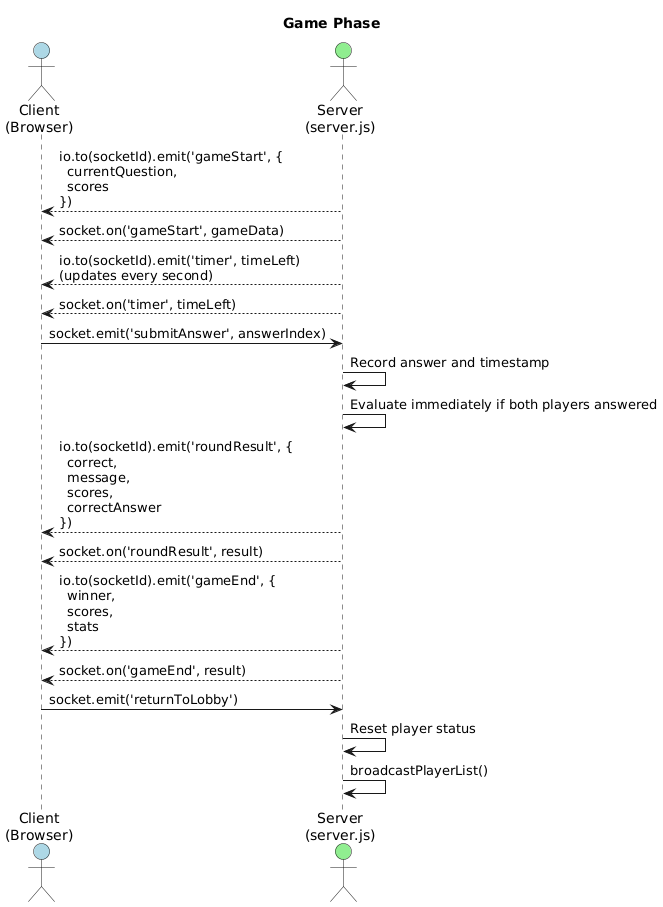 Game Phase
Client
(Browser)
Server
(server.js)
io.to(socketId).emit('gameStart', {
  currentQuestion,
  scores
})
socket.on('gameStart', gameData)
io.to(socketId).emit('timer', timeLeft)
(updates every second)
socket.on('timer', timeLeft)
socket.emit('submitAnswer', answerIndex)
Record answer and timestamp
Evaluate immediately if both players answered
io.to(socketId).emit('roundResult', {
  correct,
  message,
  scores,
  correctAnswer
})
socket.on('roundResult', result)
io.to(socketId).emit('gameEnd', {
  winner,
  scores,
  stats
})
socket.on('gameEnd', result)
socket.emit('returnToLobby')
Reset player status
broadcastPlayerList()
Client
(Browser)
Server
(server.js)